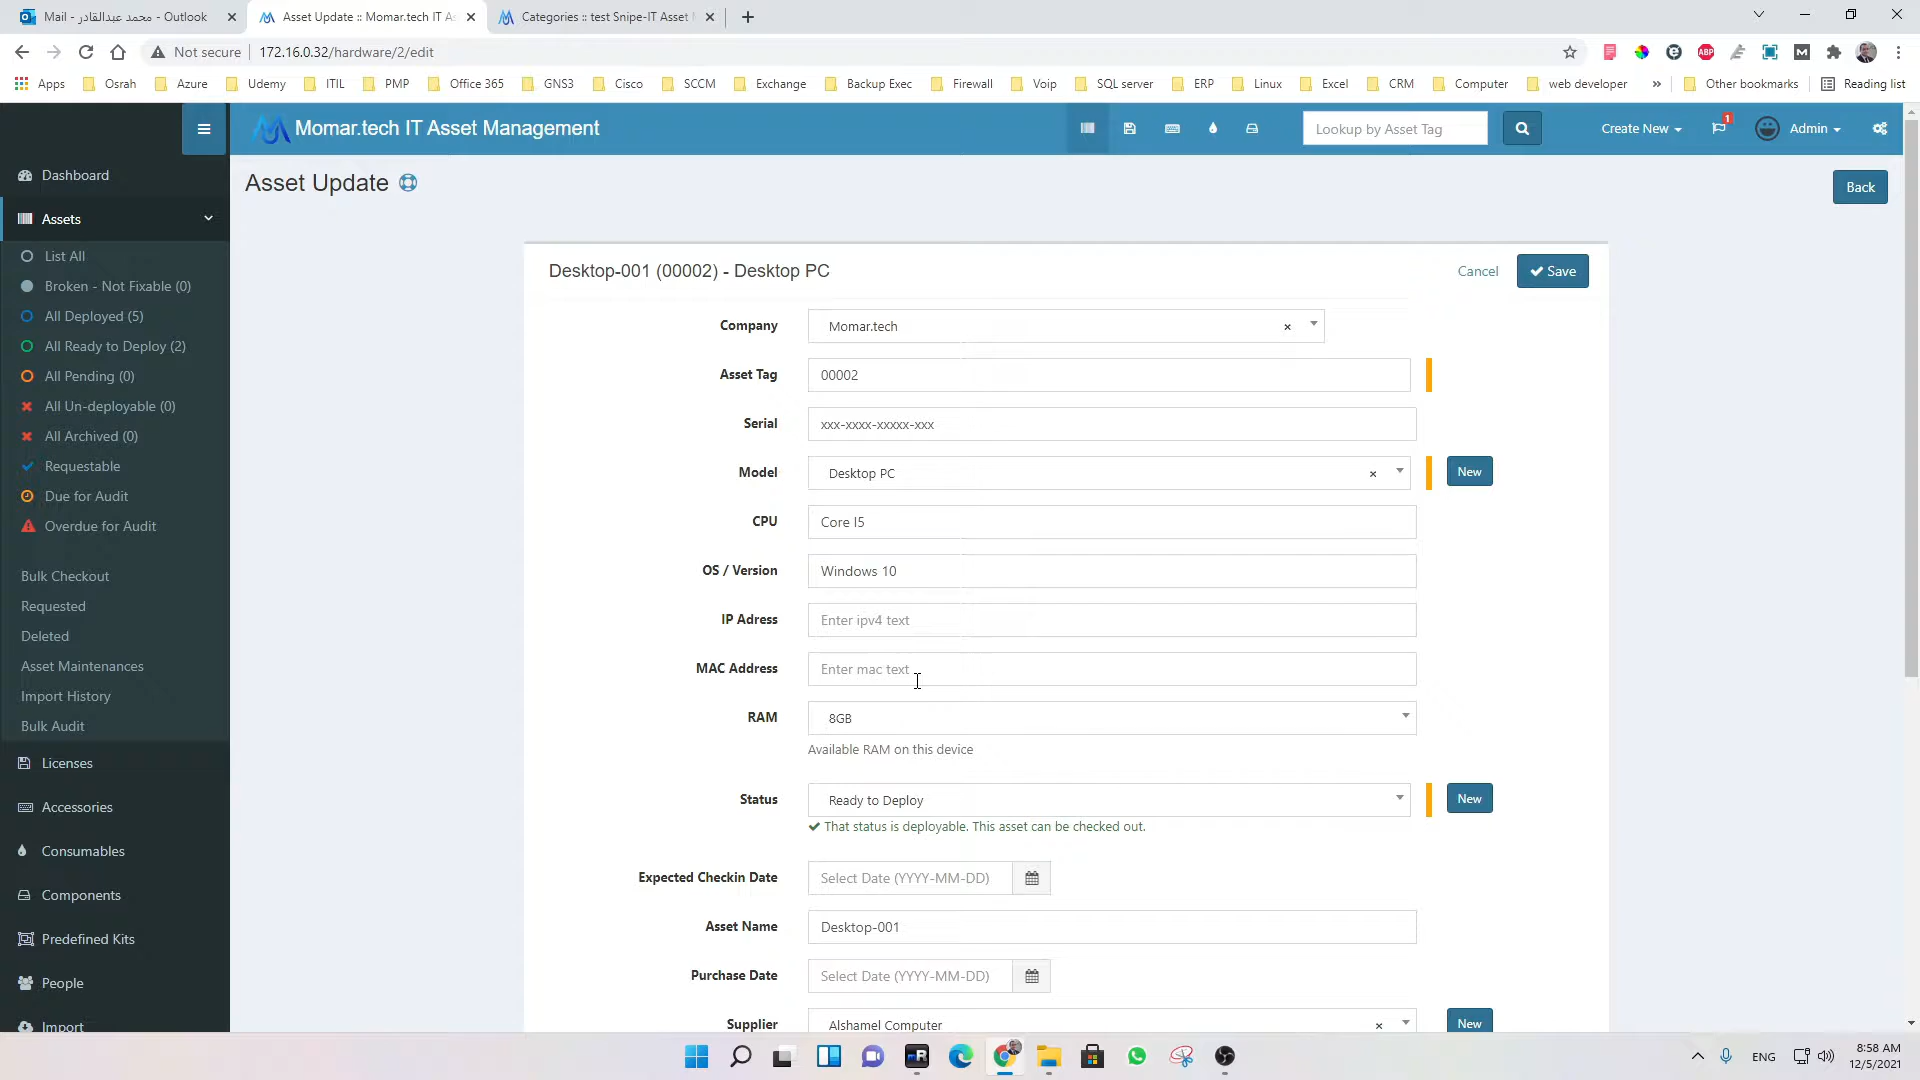 Mail - محمد عبدالقادر - Outlook
Asset Update :: Momar.tech IT As
Categories :: test Snipe-IT Asset M
Not secure
172.16.0.32/hardware/2/edit
Apps
Osrah
Azure
Udemy
ITIL
PMP
Office 365
GNS3
Cisco
SCCM
Exchange
Backup Exec
Firewall
Voip
SQL server
ERP
Linux
Excel
CRM
Computer
web developer
Other bookmarks
Reading list
Momar.tech IT Asset Management
Lookup by Asset Tag
Create New
1
Admin
Dashboard
Assets
List All
Broken - Not Fixable (0)
All Deployed (5)
All Ready to Deploy (2)
All Pending (0)
All Un-deployable (0)
All Archived (0)
Requestable
Due for Audit
Overdue for Audit
Bulk Checkout
Requested
Deleted
Asset Maintenances
Import History
Bulk Audit
Licenses
Accessories
Consumables
Components
Predefined Kits
People
Import
Asset Update
Back
Desktop-001 (00002) - Desktop PC
Cancel
Save
Company
Momar.tech
Asset Tag
00002
Serial
xxx-xxxx-xxxxx-xxx
Model
Desktop PC
New
CPU
Core I5
OS / Version
Windows 10
IP Adress
Enter ipv4 text
MAC Address
Enter mac text
RAM
8GB
Available RAM on this device
Status
Ready to Deploy
New
That status is deployable. This asset can be checked out.
Expected Checkin Date
Select Date (YYYY-MM-DD)
Asset Name
Desktop-001
Purchase Date
Select Date (YYYY-MM-DD)
Supplier
Alshamel Computer
New
ENG
8:58 AM
12/5/2021